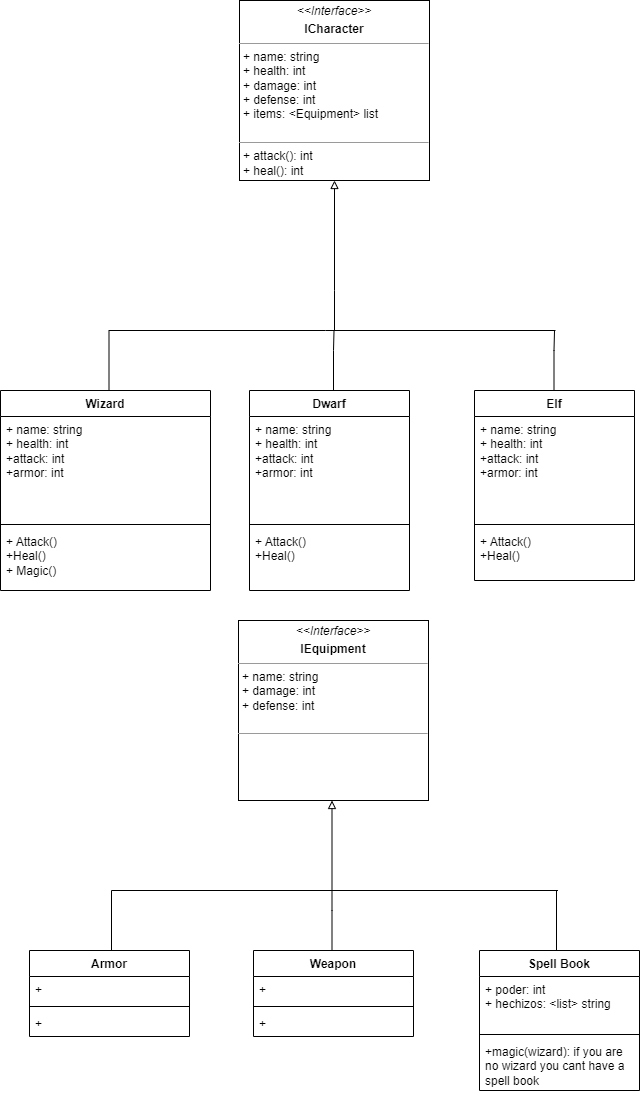 <<Interface>>
ICharacter
+ name: string
+ health: int
+ damage: int
+ defense: int
+ items: <Equipment> list
+ attack(): int
+ heal(): int
Wizard
+ name: string
+ health: int
+attack: int
+armor: int
+ Attack()
+Heal()
+ Magic()
Dwarf
+ name: string
+ health: int
+attack: int
+armor: int
+ Attack()
+Heal()
Elf
+ name: string
+ health: int
+attack: int
+armor: int
+ Attack()
+Heal()
<<Interface>>
IEquipment
+ name: string
+ damage: int
+ defense: int
Armor
+
+
Weapon
+
+
Spell Book
+ poder: int
+ hechizos: <list> string
+magic(wizard): if you are
no wizard you cant have a
spell book